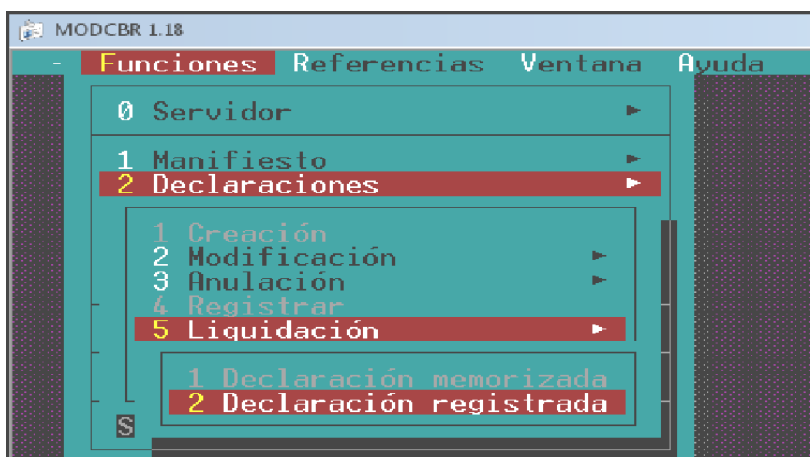 MODCBR 1.18
- Funciones Referencias Ventana Ayuda
0 Servidor
1 Manifiesto
2 Declaraciones
1 Creación
2 Modificación
3 Anulación
4 Registrar
5 Liquidación
1 Declaración memorizada
2 Declaración registrada
S